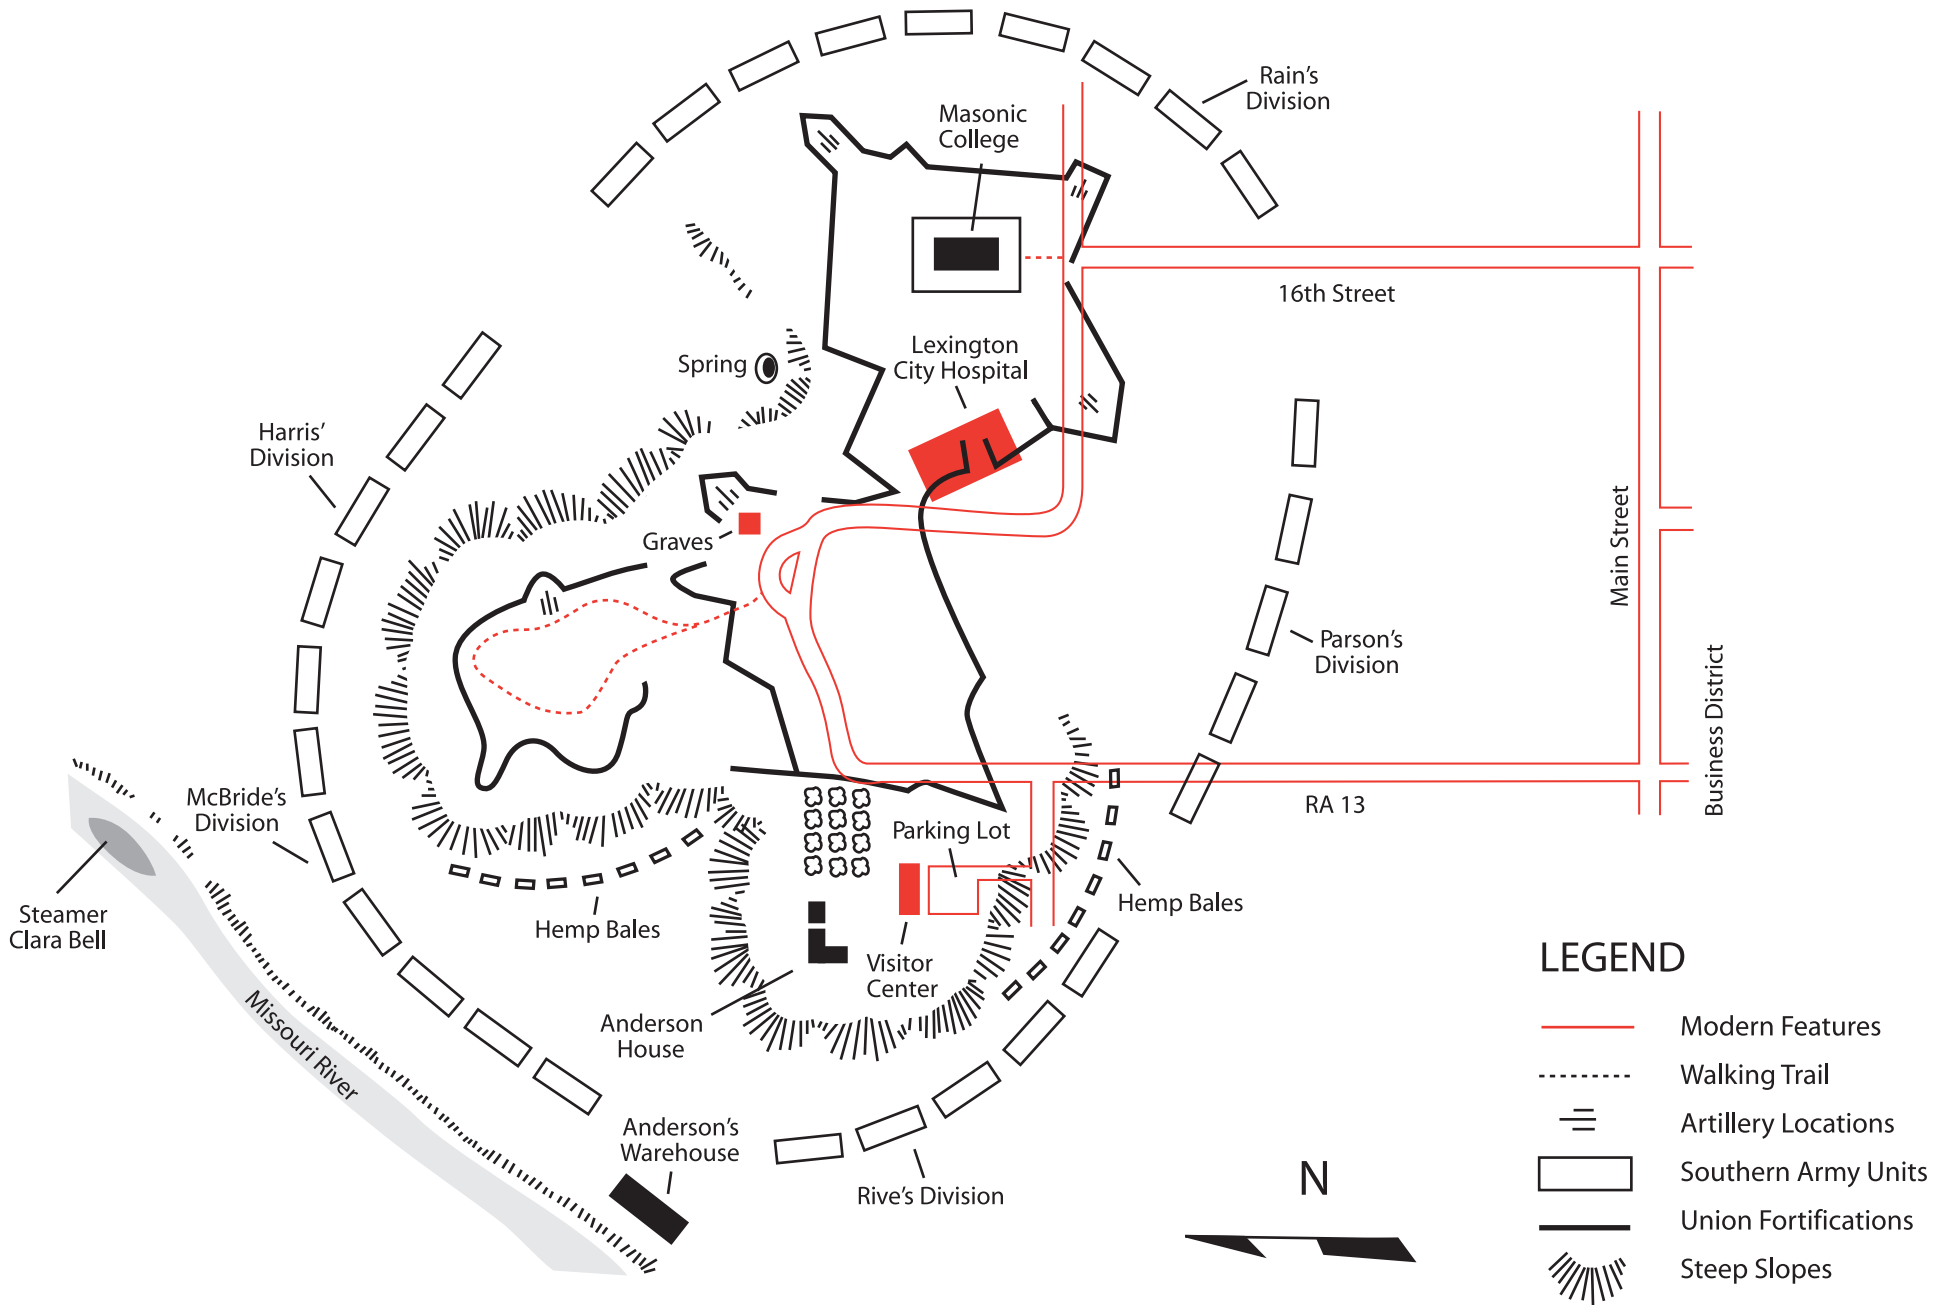 Rain's
Division
Masonic
College
16th Street
Lexington
City Hospital
Spring
Harris'
Division
Graves
Main Street
Parson's
Division
Business District
McBride's
Division
RA 13
Parking Lot
Hemp Bales
Steamer
Clara Bell
Hemp Bales
Visitor
Center
Anderson
House
Missouri River
Anderson's
Warehouse
Rive's Division
N
LEGEND
Modern Features
Walking Trail
Artillery Locations
Southern Army Units
Union Fortifications
Steep Slopes